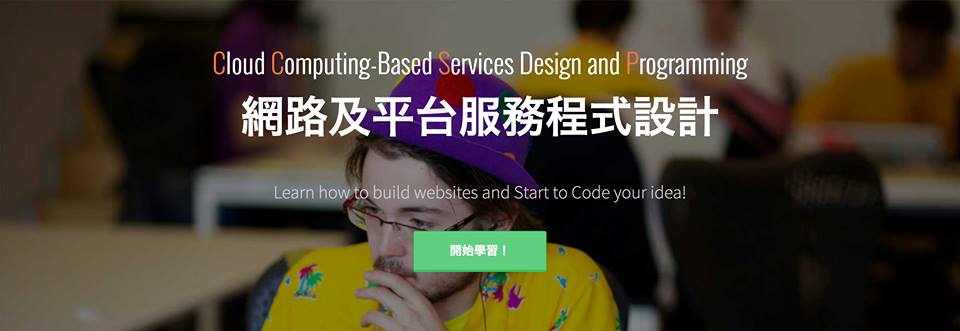 Cloud Computing-Based Services Design and Programming
網路及平台服務程式設計
Learn how to build websites and Start to Code your idea!
開始學習！